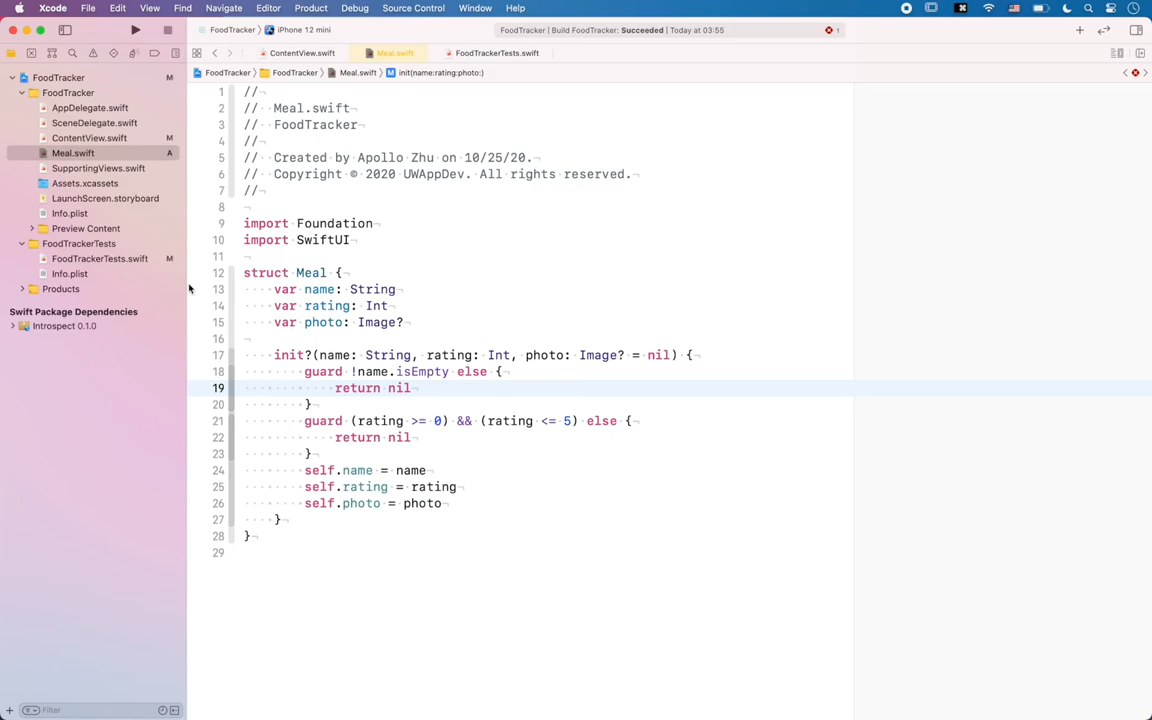 Xcode File Edit View Find Navigate Editor Product Debug Source Control Window Help
FoodTracker iPhone 12 mini FoodTracker | Build FoodTracker: Succeeded | Today at 03:55 1
ContentView.swift Meal.swift FoodTrackerTests.swift
FoodTracker FoodTracker Meal.swift M init(name:rating:photo:)
FoodTracker M
FoodTracker
AppDelegate.swift
SceneDelegate.swift
ContentView.swift M
Meal.swift A
SupportingViews.swift
Assets.xcassets
LaunchScreen.storyboard
Info.plist
Preview Content
FoodTrackerTests
FoodTrackerTests.swift M
Info.plist
Products
Swift Package Dependencies
Introspect 0.1.0
Filter
1 //
2 // Meal.swift
3 // FoodTracker
4 //
5 // Created by Apollo Zhu on 10/25/20.
6 // Copyright © 2020 UWAppDev. All rights reserved.
7 //
8
9 import Foundation
10 import SwiftUI
11
12 struct Meal {
13 var name: String
14 var rating: Int
15 var photo: Image?
16
17 init?(name: String, rating: Int, photo: Image? = nil) {
18 guard !name.isEmpty else {
19 return nil
20 }
21 guard (rating >= 0) && (rating <= 5) else {
22 return nil
23 }
24 self.name = name
25 self.rating = rating
26 self.photo = photo
27 }
28 }
29